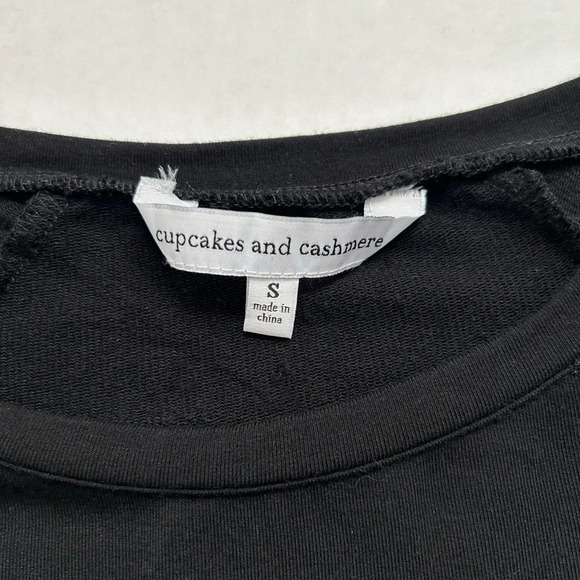 cupcakes and cashmere
S
made in
china